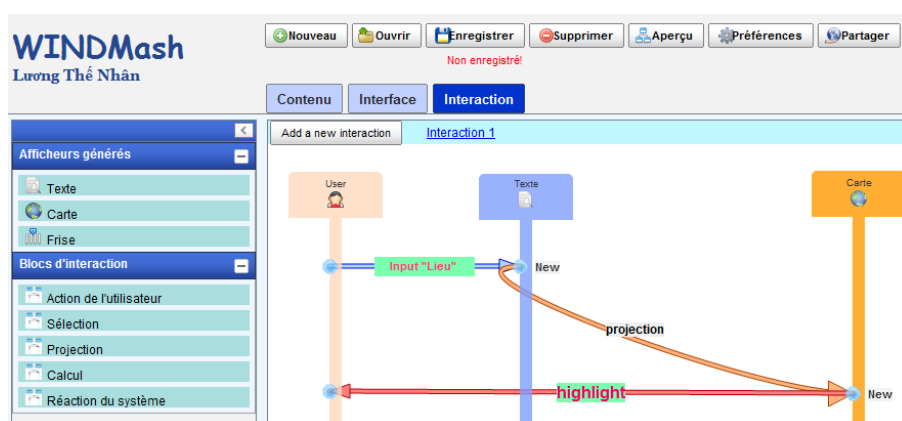 WINDMash
Lương Thế Nhân
Nouveau Ouvrir Enregistrer Supprimer Aperçu Préférences Partager
Non enregistré!
Contenu Interface Interaction
Add a new interaction Interaction 1
Afficheurs générés
Texte
Carte
Frise
Blocs d'interaction
Action de l'utilisateur
Sélection
Projection
Calcul
Réaction du système
User Texte Carte
Input "Lieu" New
projection
highlight New